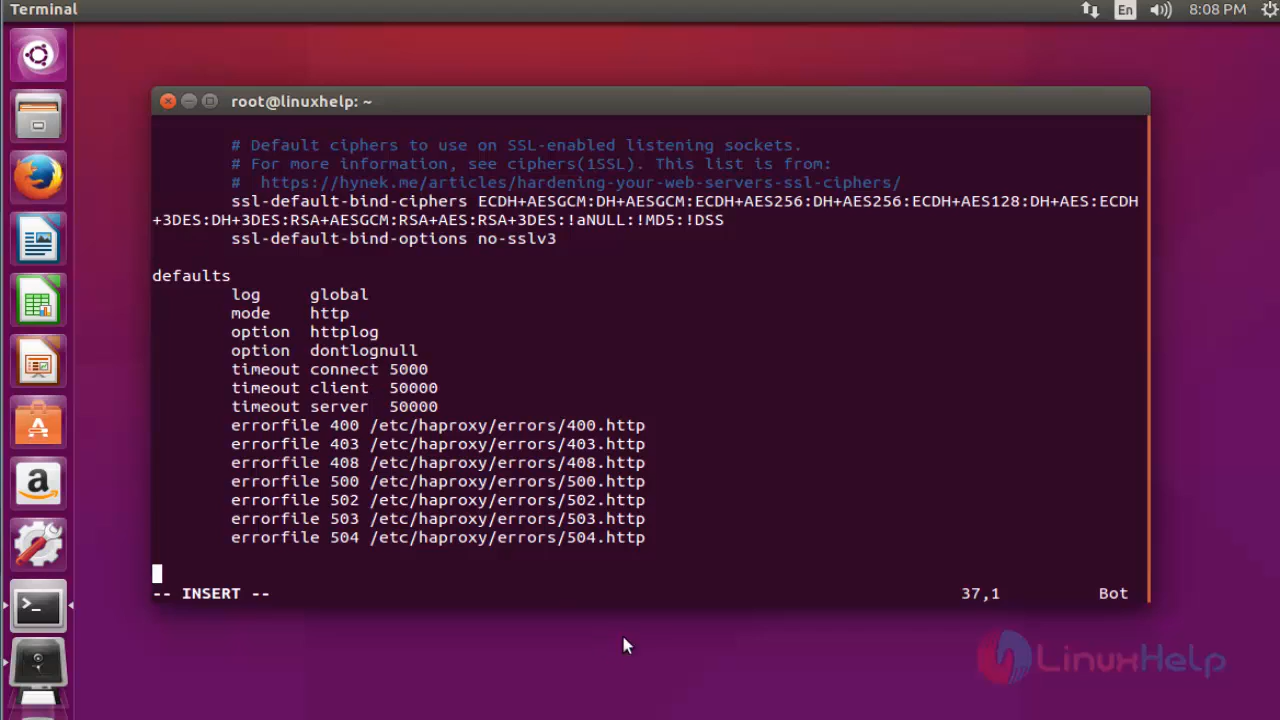 Terminal
En
8:08 PM
root@linuxhelp: ~
# Default ciphers to use on SSL-enabled listening sockets.
# For more information, see ciphers(1SSL). This list is from:
#  https://hynek.me/articles/hardening-your-web-servers-ssl-ciphers/
ssl-default-bind-ciphers ECDH+AESGCM:DH+AESGCM:ECDH+AES256:DH+AES256:ECDH+AES128:DH+AES:ECDH
+3DES:DH+3DES:RSA+AESGCM:RSA+AES:RSA+3DES:!aNULL:!MD5:!DSS
ssl-default-bind-options no-sslv3
defaults
log     global
mode    http
option  httplog
option  dontlognull
timeout connect 5000
timeout client  50000
timeout server  50000
errorfile 400 /etc/haproxy/errors/400.http
errorfile 403 /etc/haproxy/errors/403.http
errorfile 408 /etc/haproxy/errors/408.http
errorfile 500 /etc/haproxy/errors/500.http
errorfile 502 /etc/haproxy/errors/502.http
errorfile 503 /etc/haproxy/errors/503.http
errorfile 504 /etc/haproxy/errors/504.http
-- INSERT --
37,1
Bot
LinuxHelp